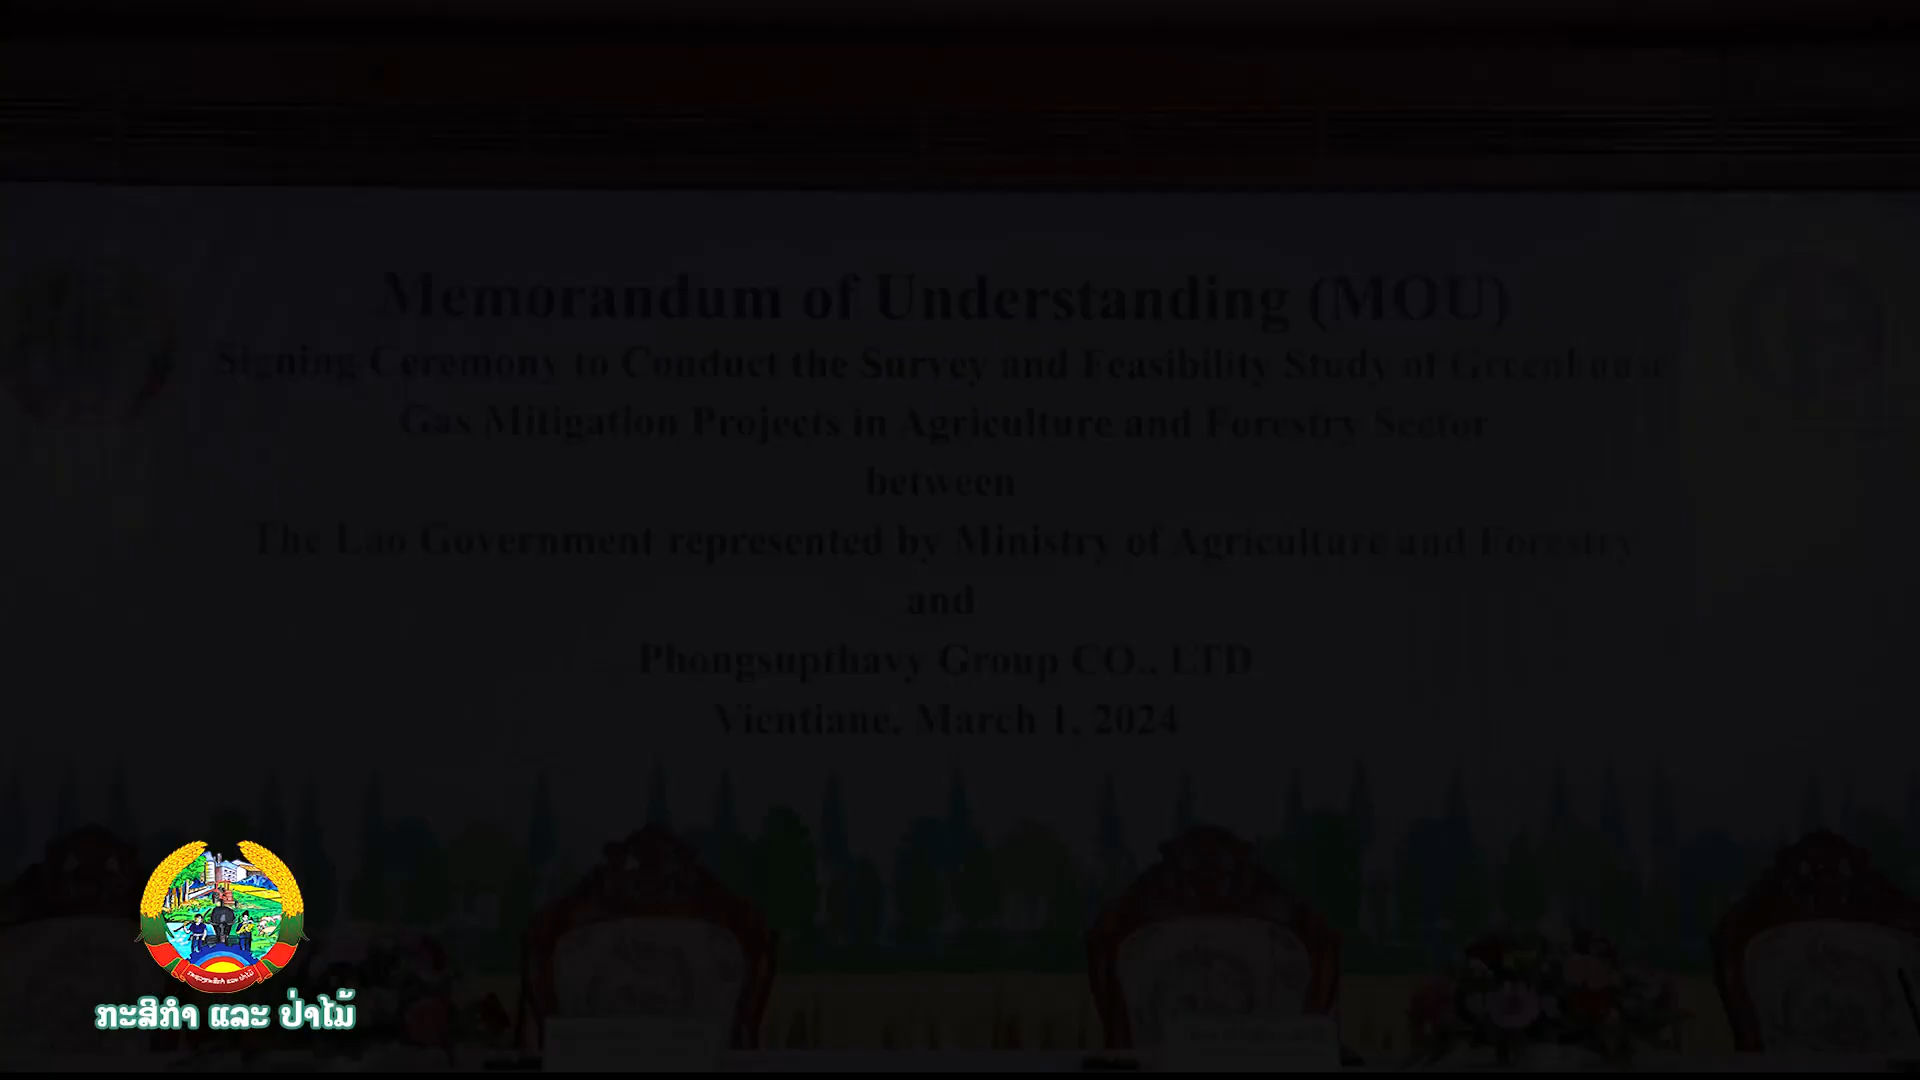 Memorandum of Understanding (MOU)
Signing Ceremony to Conduct the Survey and Feasibility Study of Greenhouse
Gas Mitigation Projects in Agriculture and Forestry Sector
between
The Lao Government represented by Ministry of Agriculture and Forestry
and
Phongsupthavy Group CO., LTD
Vientiane, March 1, 2024
ກະສິກຳ ແລະ ປ່າໄມ້